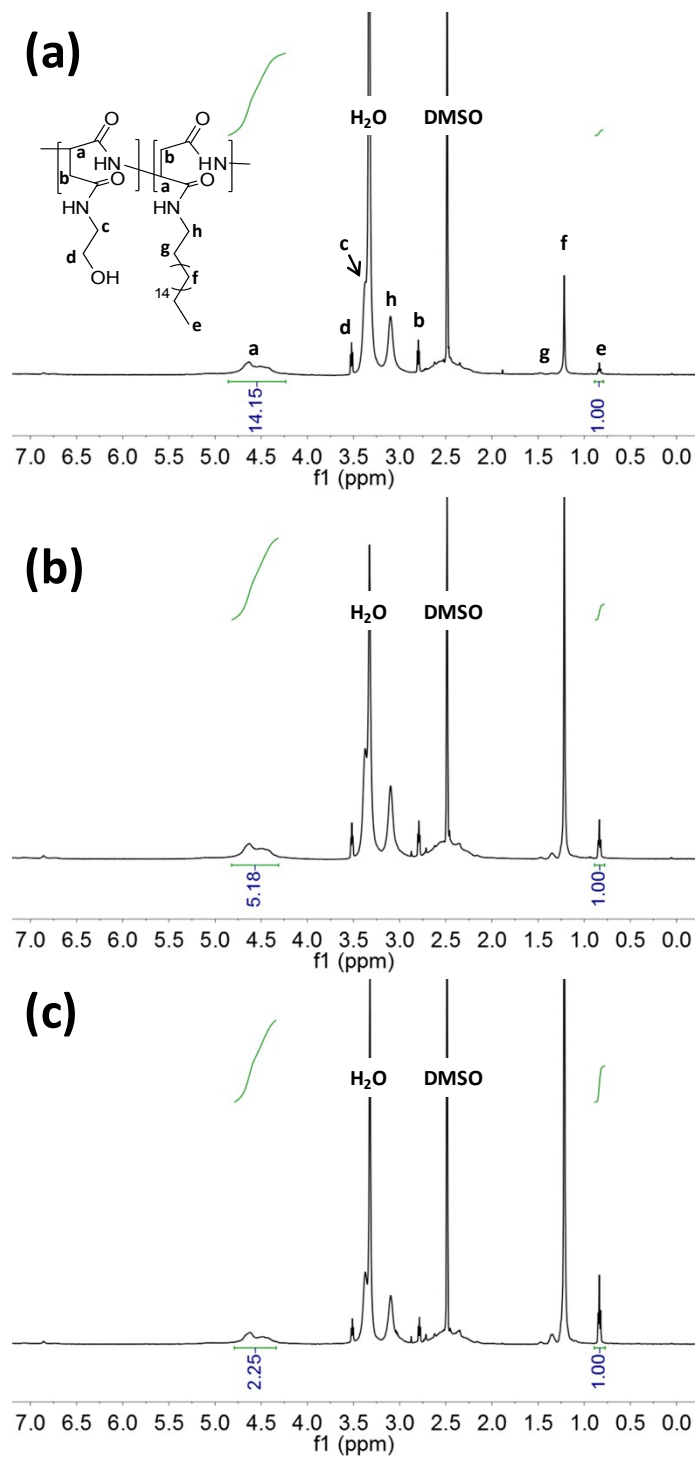 (a)
H₂O DMSO
O O
a b
HN HN
b O a O
HN HN
c h
d g
OH f
14
e
c f
h
d b
a g e
14.15 1.00
7.0 6.5 6.0 5.5 5.0 4.5 4.0 3.5 3.0 2.5 2.0 1.5 1.0 0.5 0.0
f1 (ppm)
(b)
H₂O DMSO
5.18 1.00
7.0 6.5 6.0 5.5 5.0 4.5 4.0 3.5 3.0 2.5 2.0 1.5 1.0 0.5 0.0
f1 (ppm)
(c)
H₂O DMSO
2.25 1.00
7.0 6.5 6.0 5.5 5.0 4.5 4.0 3.5 3.0 2.5 2.0 1.5 1.0 0.5 0.0
f1 (ppm)